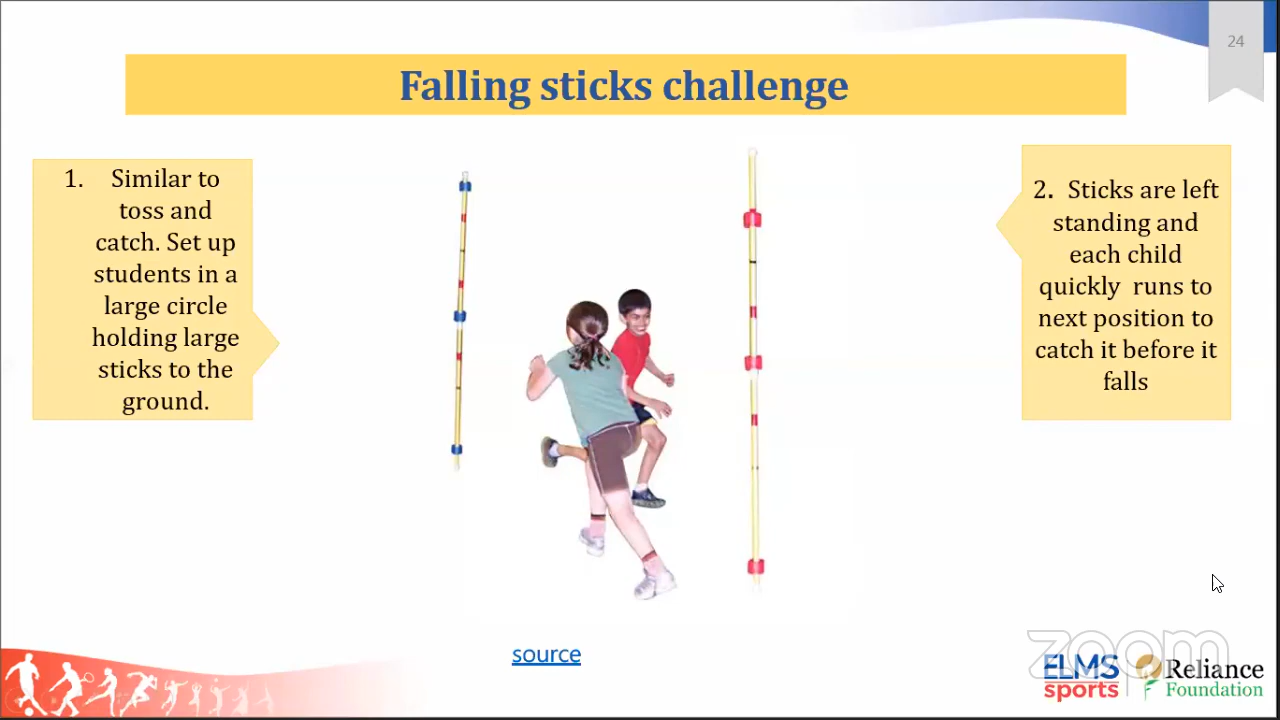 24
Falling sticks challenge
1. Similar to
toss and
catch. Set up
students in a
large circle
holding large
sticks to the
ground.
2. Sticks are left
standing and
each child
quickly runs to
next position to
catch it before it
falls
source
zoom
ELMS
sports
Reliance
Foundation